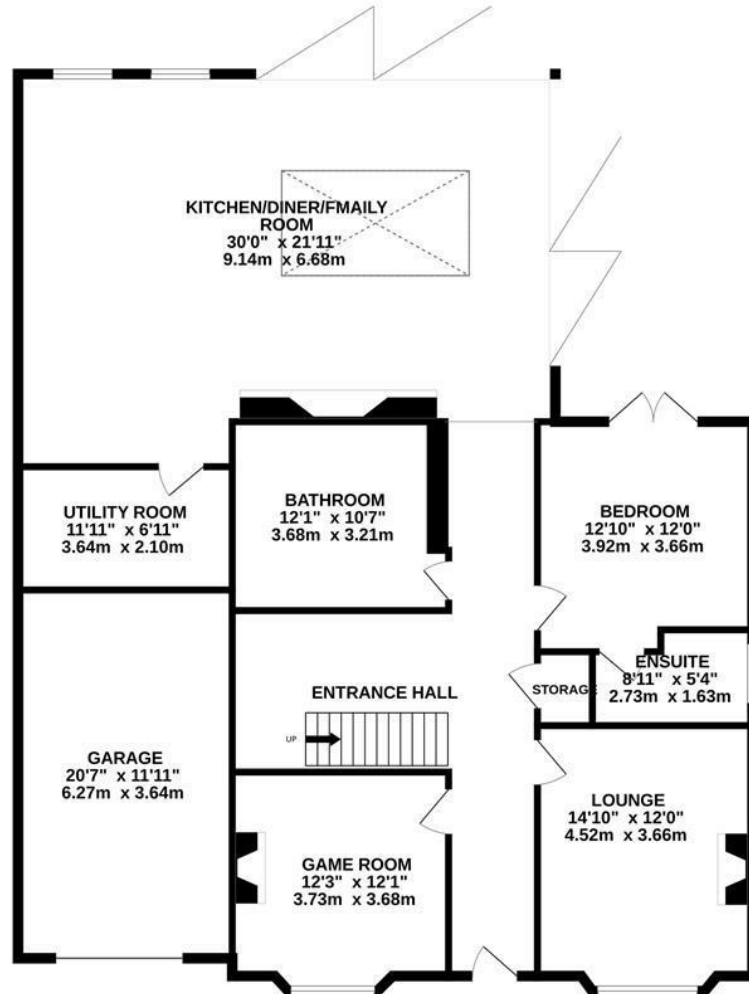 KITCHEN/DINER/FMAILY
ROOM
30'0" x 21'11"
9.14m x 6.68m
UTILITY ROOM
11'11" x 6'11"
3.64m x 2.10m
BATHROOM
12'1" x 10'7"
3.68m x 3.21m
BEDROOM
12'10" x 12'0"
3.92m x 3.66m
ENSUITE
8'11" x 5'4"
2.73m x 1.63m
STORAGE
ENTRANCE HALL
UP
GARAGE
20'7" x 11'11"
6.27m x 3.64m
LOUNGE
14'10" x 12'0"
4.52m x 3.66m
GAME ROOM
12'3" x 12'1"
3.73m x 3.68m